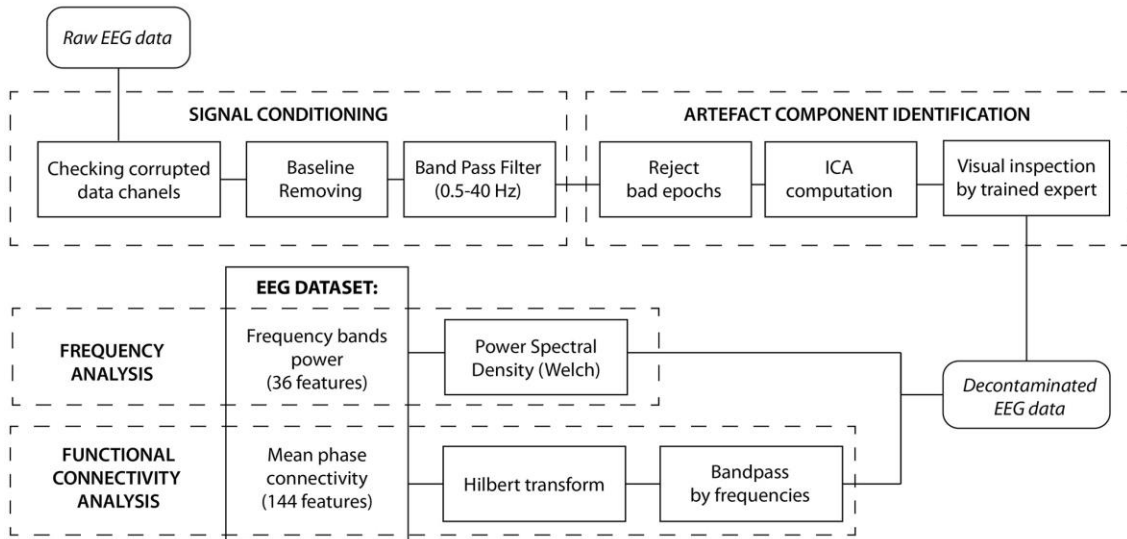 Raw EEG data
SIGNAL CONDITIONING
Checking corrupted
data chanels
Baseline
Removing
Band Pass Filter
(0.5-40 Hz)
ARTEFACT COMPONENT IDENTIFICATION
Reject
bad epochs
ICA
computation
Visual inspection
by trained expert
EEG DATASET:
FREQUENCY
ANALYSIS
Frequency bands
power
(36 features)
Power Spectral
Density (Welch)
Decontaminated
EEG data
FUNCTIONAL
CONNECTIVITY
ANALYSIS
Mean phase
connectivity
(144 features)
Hilbert transform
Bandpass
by frequencies